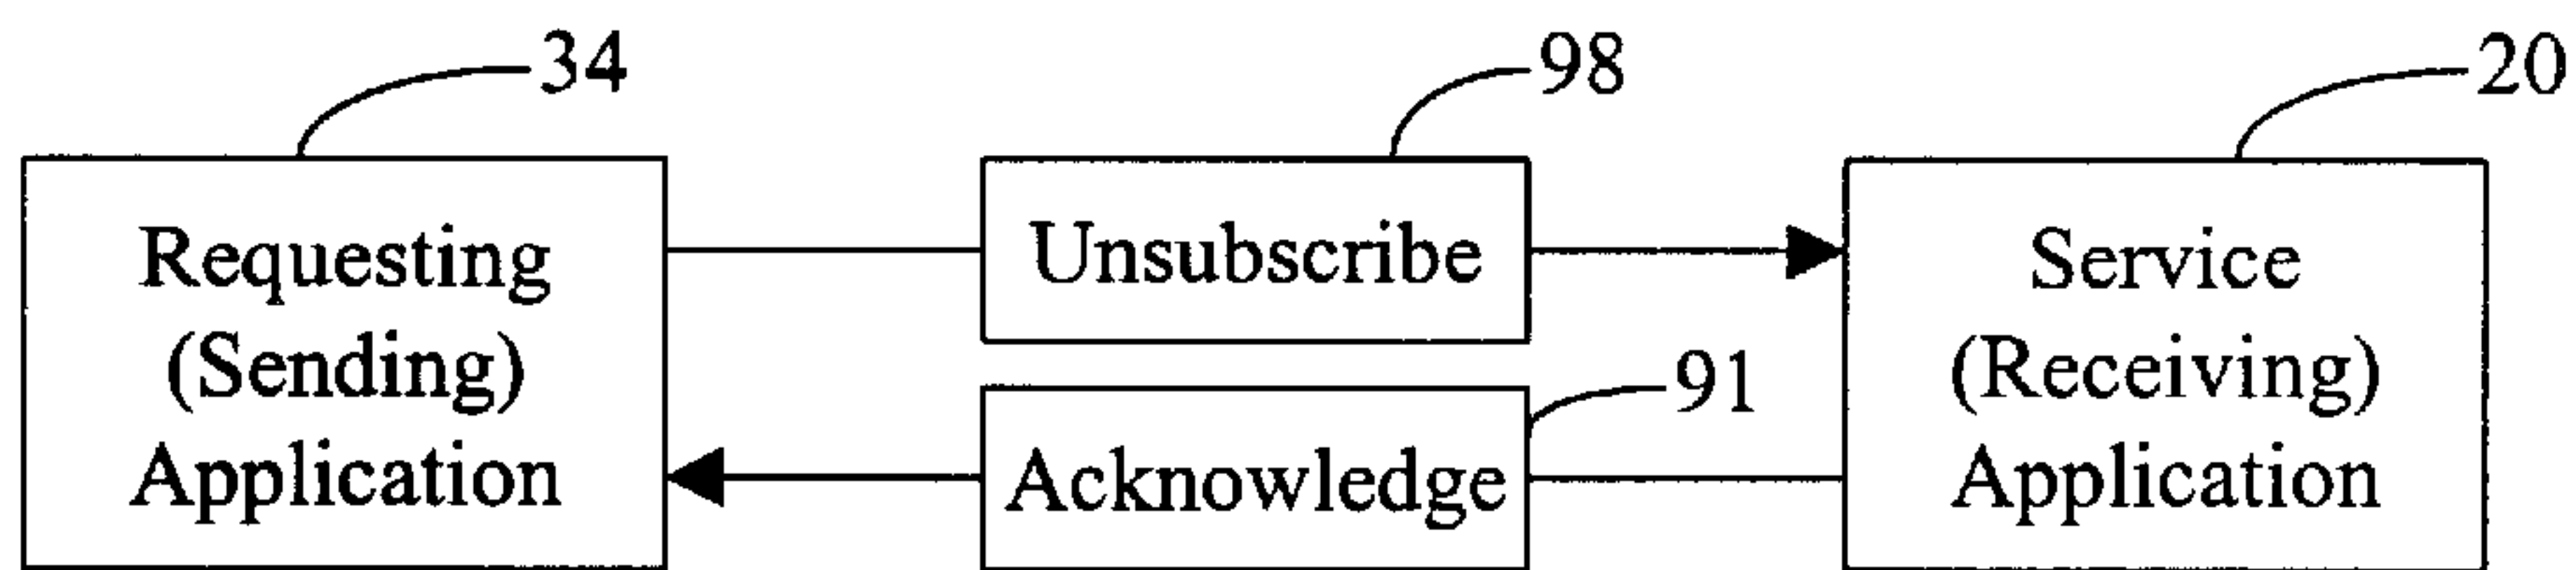 34
98
20
Requesting
(Sending)
Application
Unsubscribe
Service
(Receiving)
Application
91
Acknowledge